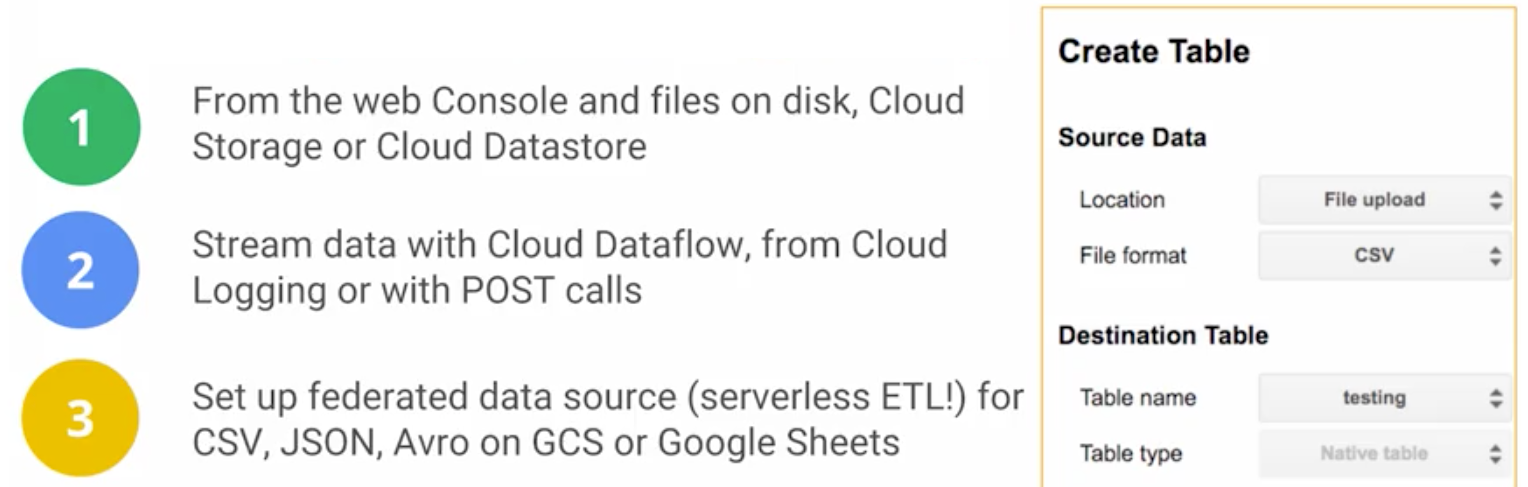 1
From the web Console and files on disk, Cloud
Storage or Cloud Datastore
2
Stream data with Cloud Dataflow, from Cloud
Logging or with POST calls
3
Set up federated data source (serverless ETL!) for
CSV, JSON, Avro on GCS or Google Sheets
Create Table
Source Data
Location File upload
File format CSV
Destination Table
Table name testing
Table type Native table